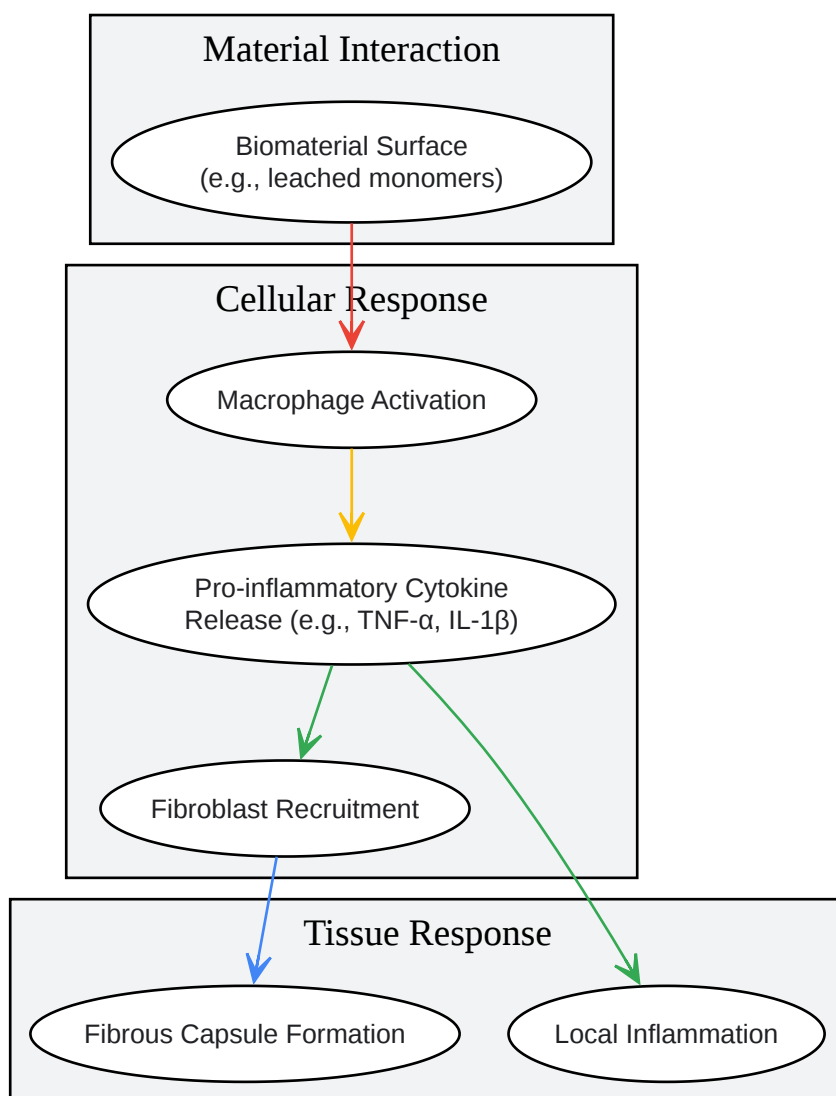 Material Interaction
Biomaterial Surface
(e.g., leached monomers)
Cellular Response
Macrophage Activation
Pro-inflammatory Cytokine
Release (e.g., TNF-α, IL-1β)
Fibroblast Recruitment
Tissue Response
Fibrous Capsule Formation
Local Inflammation